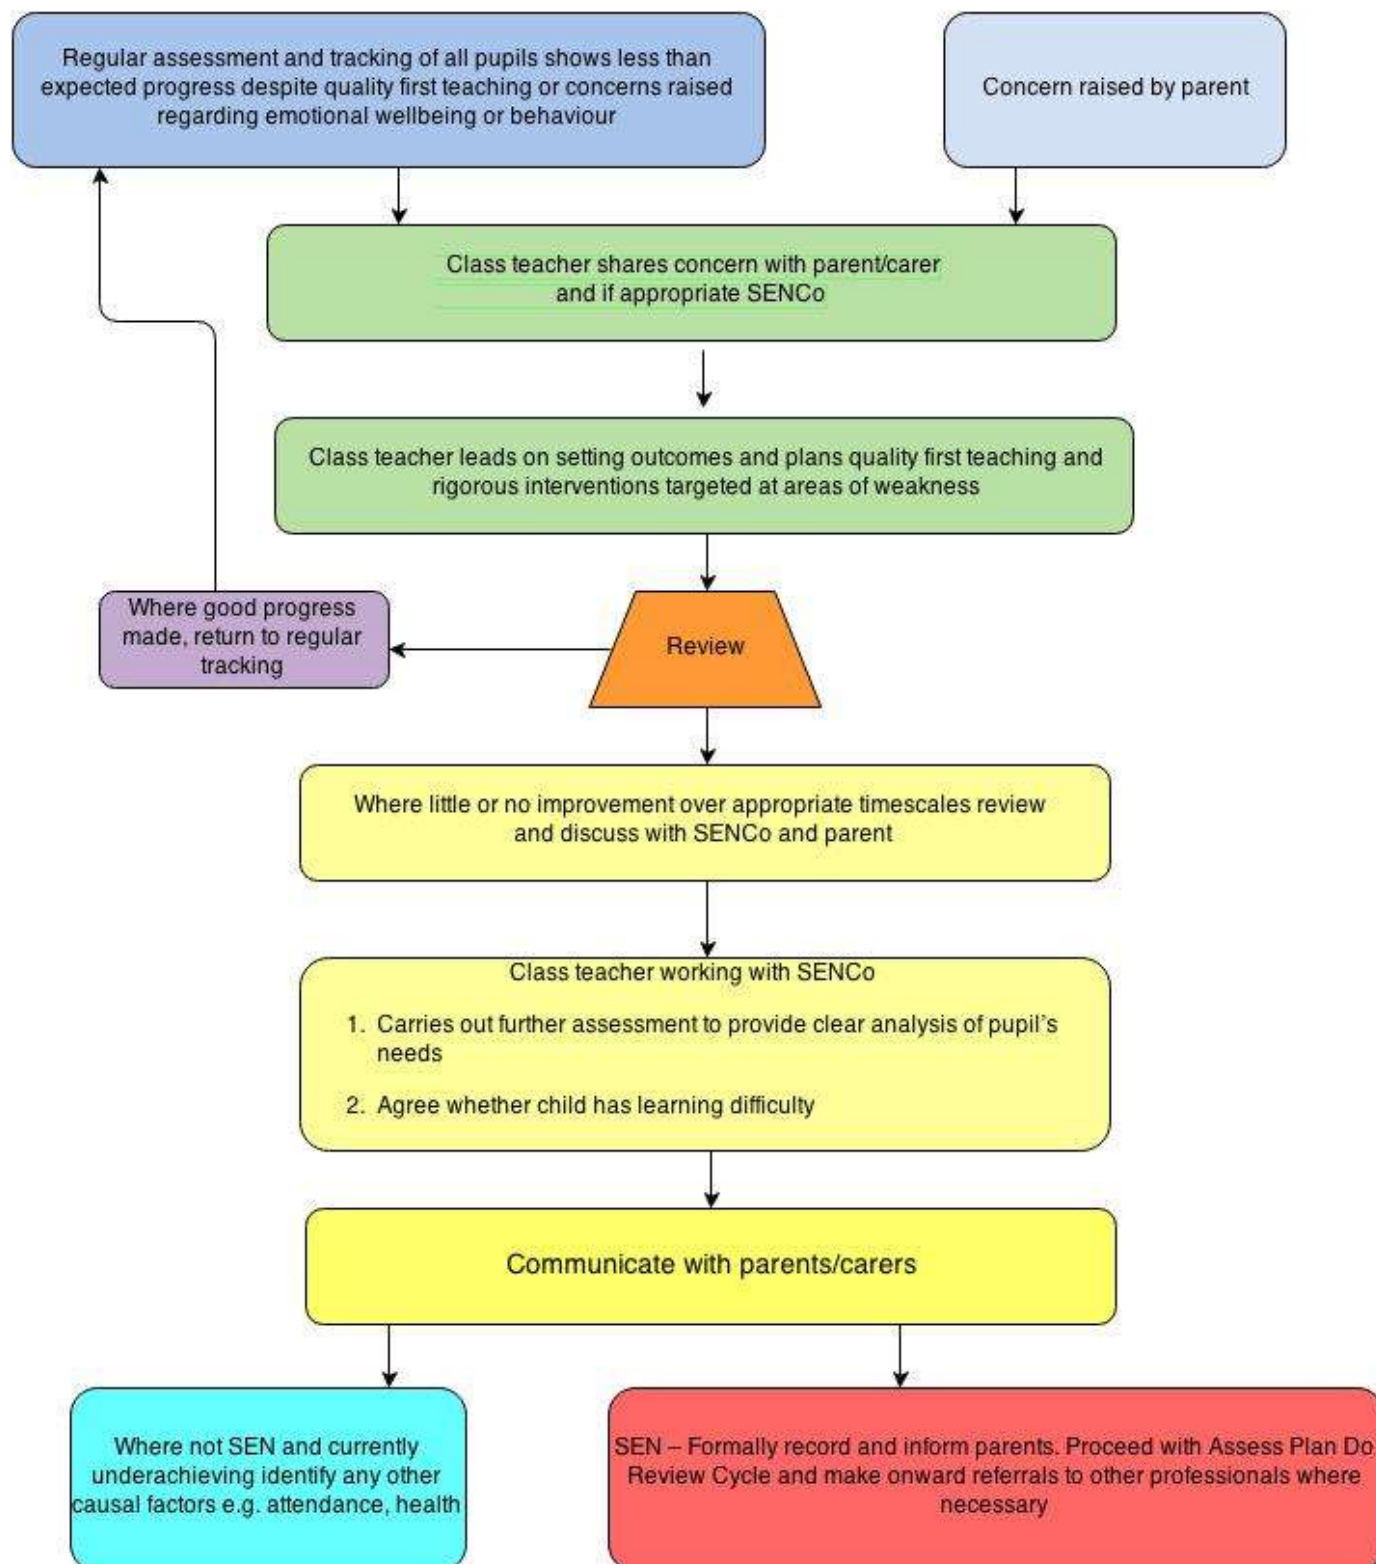 Regular assessment and tracking of all pupils shows less than
expected progress despite quality first teaching or concerns raised
regarding emotional wellbeing or behaviour
Concern raised by parent
Class teacher shares concern with parent/carer
and if appropriate SENCo
Class teacher leads on setting outcomes and plans quality first teaching and
rigorous interventions targeted at areas of weakness
Where good progress
made, return to regular
tracking
Review
Where little or no improvement over appropriate timescales review
and discuss with SENCo and parent
Class teacher working with SENCo
1. Carries out further assessment to provide clear analysis of pupil's
needs
2. Agree whether child has learning difficulty
Communicate with parents/carers
Where not SEN and currently
underachieving identify any other
causal factors e.g. attendance, health
SEN – Formally record and inform parents. Proceed with Assess Plan Do
Review Cycle and make onward referrals to other professionals where
necessary